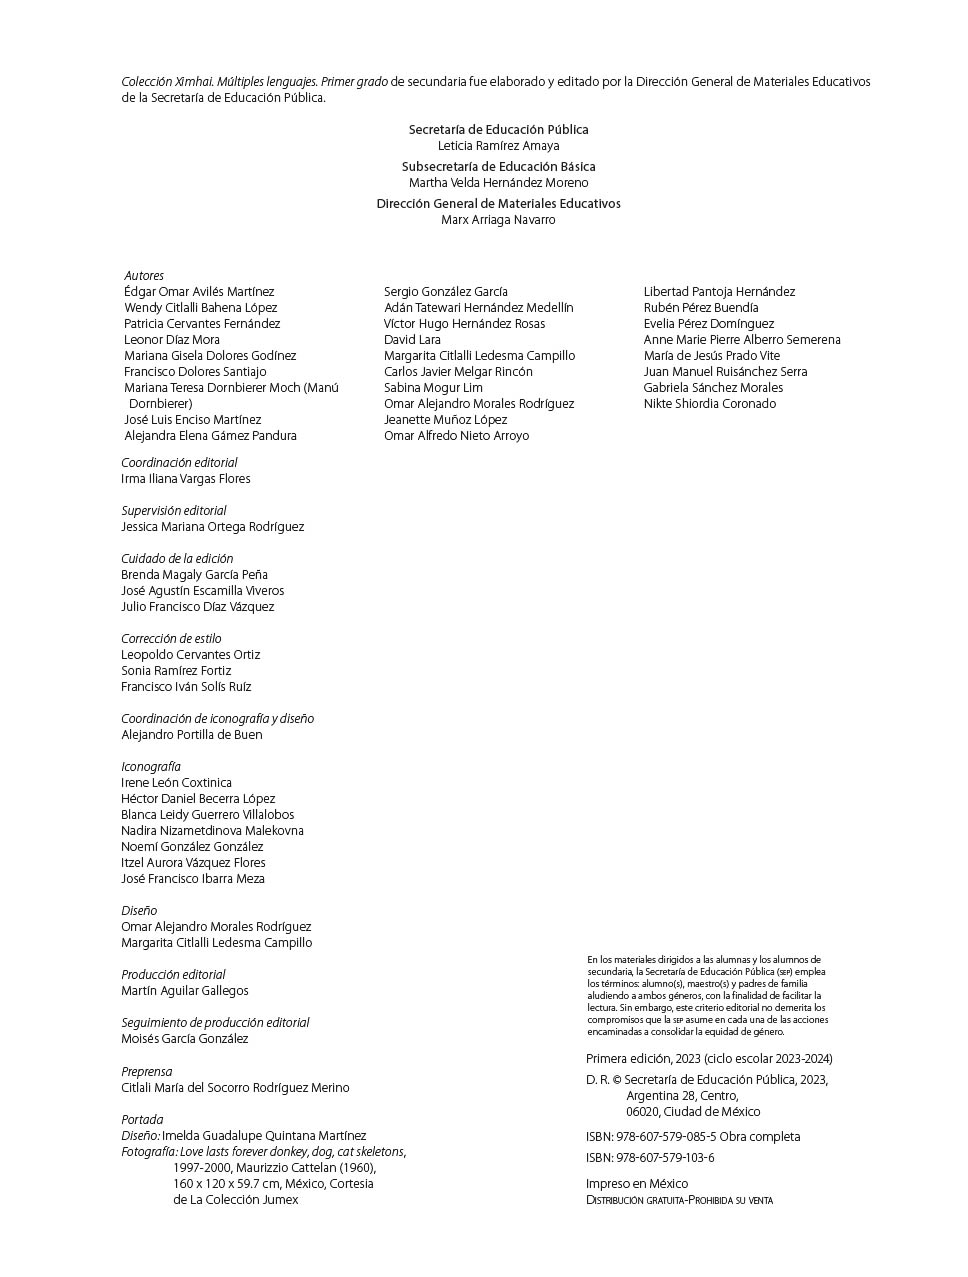 Colección Ximhai. Múltiples lenguajes. Primer grado de secundaria fue elaborado y editado por la Dirección General de Materiales Educativos
de la Secretaría de Educación Pública.
Secretaría de Educación Pública
Leticia Ramírez Amaya
Subsecretaría de Educación Básica
Martha Velda Hernández Moreno
Dirección General de Materiales Educativos
Marx Arriaga Navarro
Autores
Édgar Omar Avilés Martínez
Wendy Citlalli Bahena López
Patricia Cervantes Fernández
Leonor Díaz Mora
Mariana Gisela Dolores Godínez
Francisco Dolores Santiajo
Mariana Teresa Dornbierer Moch (Manú
Dornbierer)
José Luis Enciso Martínez
Alejandra Elena Gámez Pandura
Sergio González García
Adán Tatewari Hernández Medellín
Víctor Hugo Hernández Rosas
David Lara
Margarita Citlalli Ledesma Campillo
Carlos Javier Melgar Rincón
Sabina Mogur Lim
Omar Alejandro Morales Rodríguez
Jeanette Muñoz López
Omar Alfredo Nieto Arroyo
Libertad Pantoja Hernández
Rubén Pérez Buendía
Evelia Pérez Domínguez
Anne Marie Pierre Alberro Semerena
María de Jesús Prado Vite
Juan Manuel Ruisánchez Serra
Gabriela Sánchez Morales
Nikte Shiordia Coronado
Coordinación editorial
Irma Iliana Vargas Flores
Supervisión editorial
Jessica Mariana Ortega Rodríguez
Cuidado de la edición
Brenda Magaly García Peña
José Agustín Escamilla Viveros
Julio Francisco Díaz Vázquez
Corrección de estilo
Leopoldo Cervantes Ortiz
Sonia Ramírez Fortiz
Francisco Iván Solís Ruíz
Coordinación de iconografía y diseño
Alejandro Portilla de Buen
Iconografía
Irene León Coxtinica
Héctor Daniel Becerra López
Blanca Leidy Guerrero Villalobos
Nadira Nizametdinova Malekovna
Noemí González González
Itzel Aurora Vázquez Flores
José Francisco Ibarra Meza
Diseño
Omar Alejandro Morales Rodríguez
Margarita Citlalli Ledesma Campillo
Producción editorial
Martín Aguilar Gallegos
Seguimiento de producción editorial
Moisés García González
Preprensa
Citlali María del Socorro Rodríguez Merino
Portada
Diseño: Imelda Guadalupe Quintana Martínez
Fotografía: Love lasts forever donkey, dog, cat skeletons,
1997-2000, Maurizzio Cattelan (1960),
160 x 120 x 59.7 cm, México, Cortesia
de La Colección Jumex
En los materiales dirigidos a las alumnas y los alumnos de
secundaria, la Secretaría de Educación Pública (SEP) emplea
los términos: alumno(s), maestro(s) y padres de familia
aludiendo a ambos géneros, con la finalidad de facilitar la
lectura. Sin embargo, este criterio editorial no demerita los
compromisos que la SEP asume en cada una de las acciones
encaminadas a consolidar la equidad de género.
Primera edición, 2023 (ciclo escolar 2023-2024)
D. R. © Secretaría de Educación Pública, 2023,
Argentina 28, Centro,
06020, Ciudad de México
ISBN: 978-607-579-085-5 Obra completa
ISBN: 978-607-579-103-6
Impreso en México
DISTRIBUCIÓN GRATUITA-PROHIBIDA SU VENTA